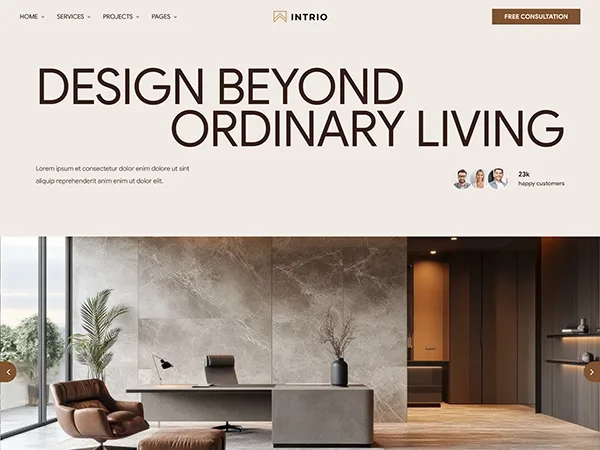 HOME
SERVICES
PROJECTS
PAGES
INTRIO
FREE CONSULTATION
DESIGN BEYOND
ORDINARY LIVING
Lorem ipsum et consectetur dolor enim dolore ut sint
aliquip reprehenderit anim enim ut dolor elit.
23k
happy customers